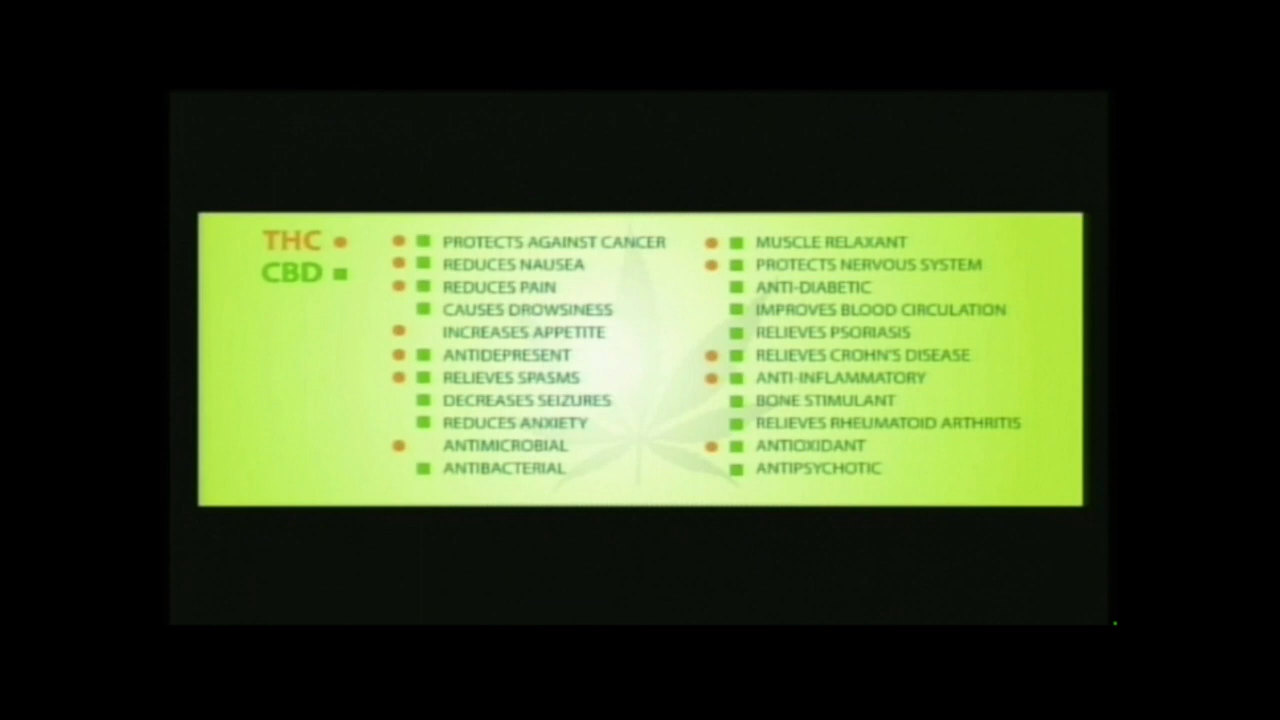 THC
CBD
PROTECTS AGAINST CANCER
REDUCES NAUSEA
REDUCES PAIN
CAUSES DROWSINESS
INCREASES APPETITE
ANTIDEPRESENT
RELIEVES SPASMS
DECREASES SEIZURES
REDUCES ANXIETY
ANTIMICROBIAL
ANTIBACTERIAL
MUSCLE RELAXANT
PROTECTS NERVOUS SYSTEM
ANTI-DIABETIC
IMPROVES BLOOD CIRCULATION
RELIEVES PSORIASIS
RELIEVES CROHN'S DISEASE
ANTI-INFLAMMATORY
BONE STIMULANT
RELIEVES RHEUMATOID ARTHRITIS
ANTIOXIDANT
ANTIPSYCHOTIC